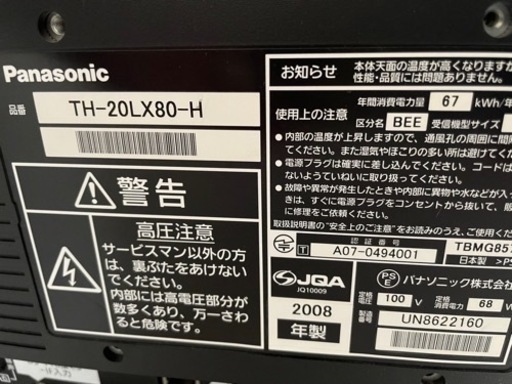 Panasonic
品番 TH-20LX80-H
警告
高圧注意
サービスマン以外の方
は、裏ぶたをあけないで
ください。
内部には高電圧部分が
数多くあり、万一さわ
ると危険です。
お知らせ
本体天面の温度が高くなりますが
性能・品質には問題ありません。
年間消費電力量 67 kWh/年
使用上の注意
区分名 BEE 受信機型サイズ
●内部の温度が上昇しますので、通風孔の周囲に間隔
てください。また湿気やほこりの多い所は避けてくだ
●電源プラグは確実に差し込んでください。コードは
ないようていねいに取り扱ってください。
●故障や異常が発生したときや内部に異物や水などが入っ
きは、すぐに電源プラグをコンセントから抜いて、販
取扱説明書の"安全上のご注意"をお読みのうえ、ご使用くだ
認証番号
T A07-0494001
TBMG857
日本製 >PS
JQA
JQ10009
PSE
パナソニック株式会
定格電圧 100 V 定格消費電力 68 W
2008
年製
製造番号 UN8622160